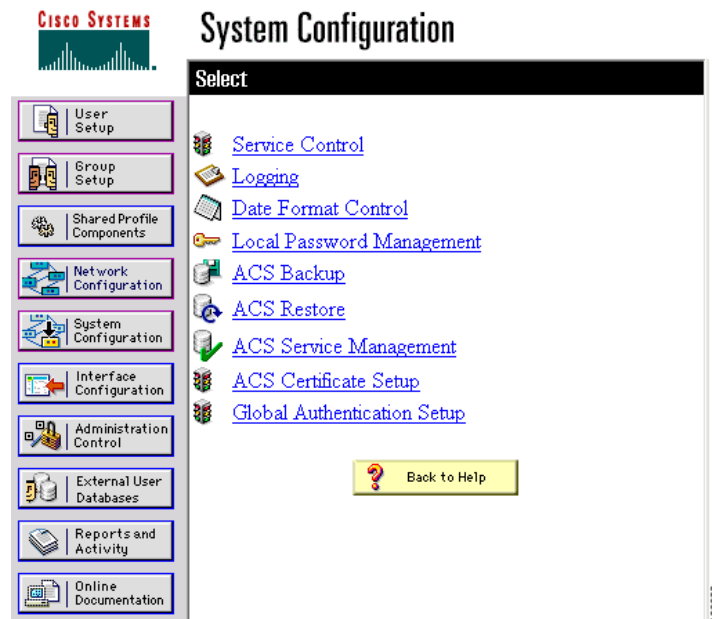 CISCO SYSTEMS
System Configuration
Select
User
Setup
Group
Setup
Shared Profile
Components
Network
Configuration
System
Configuration
Interface
Configuration
Administration
Control
External User
Databases
Reports and
Activity
Online
Documentation
Service Control
Logging
Date Format Control
Local Password Management
ACS Backup
ACS Restore
ACS Service Management
ACS Certificate Setup
Global Authentication Setup
Back to Help